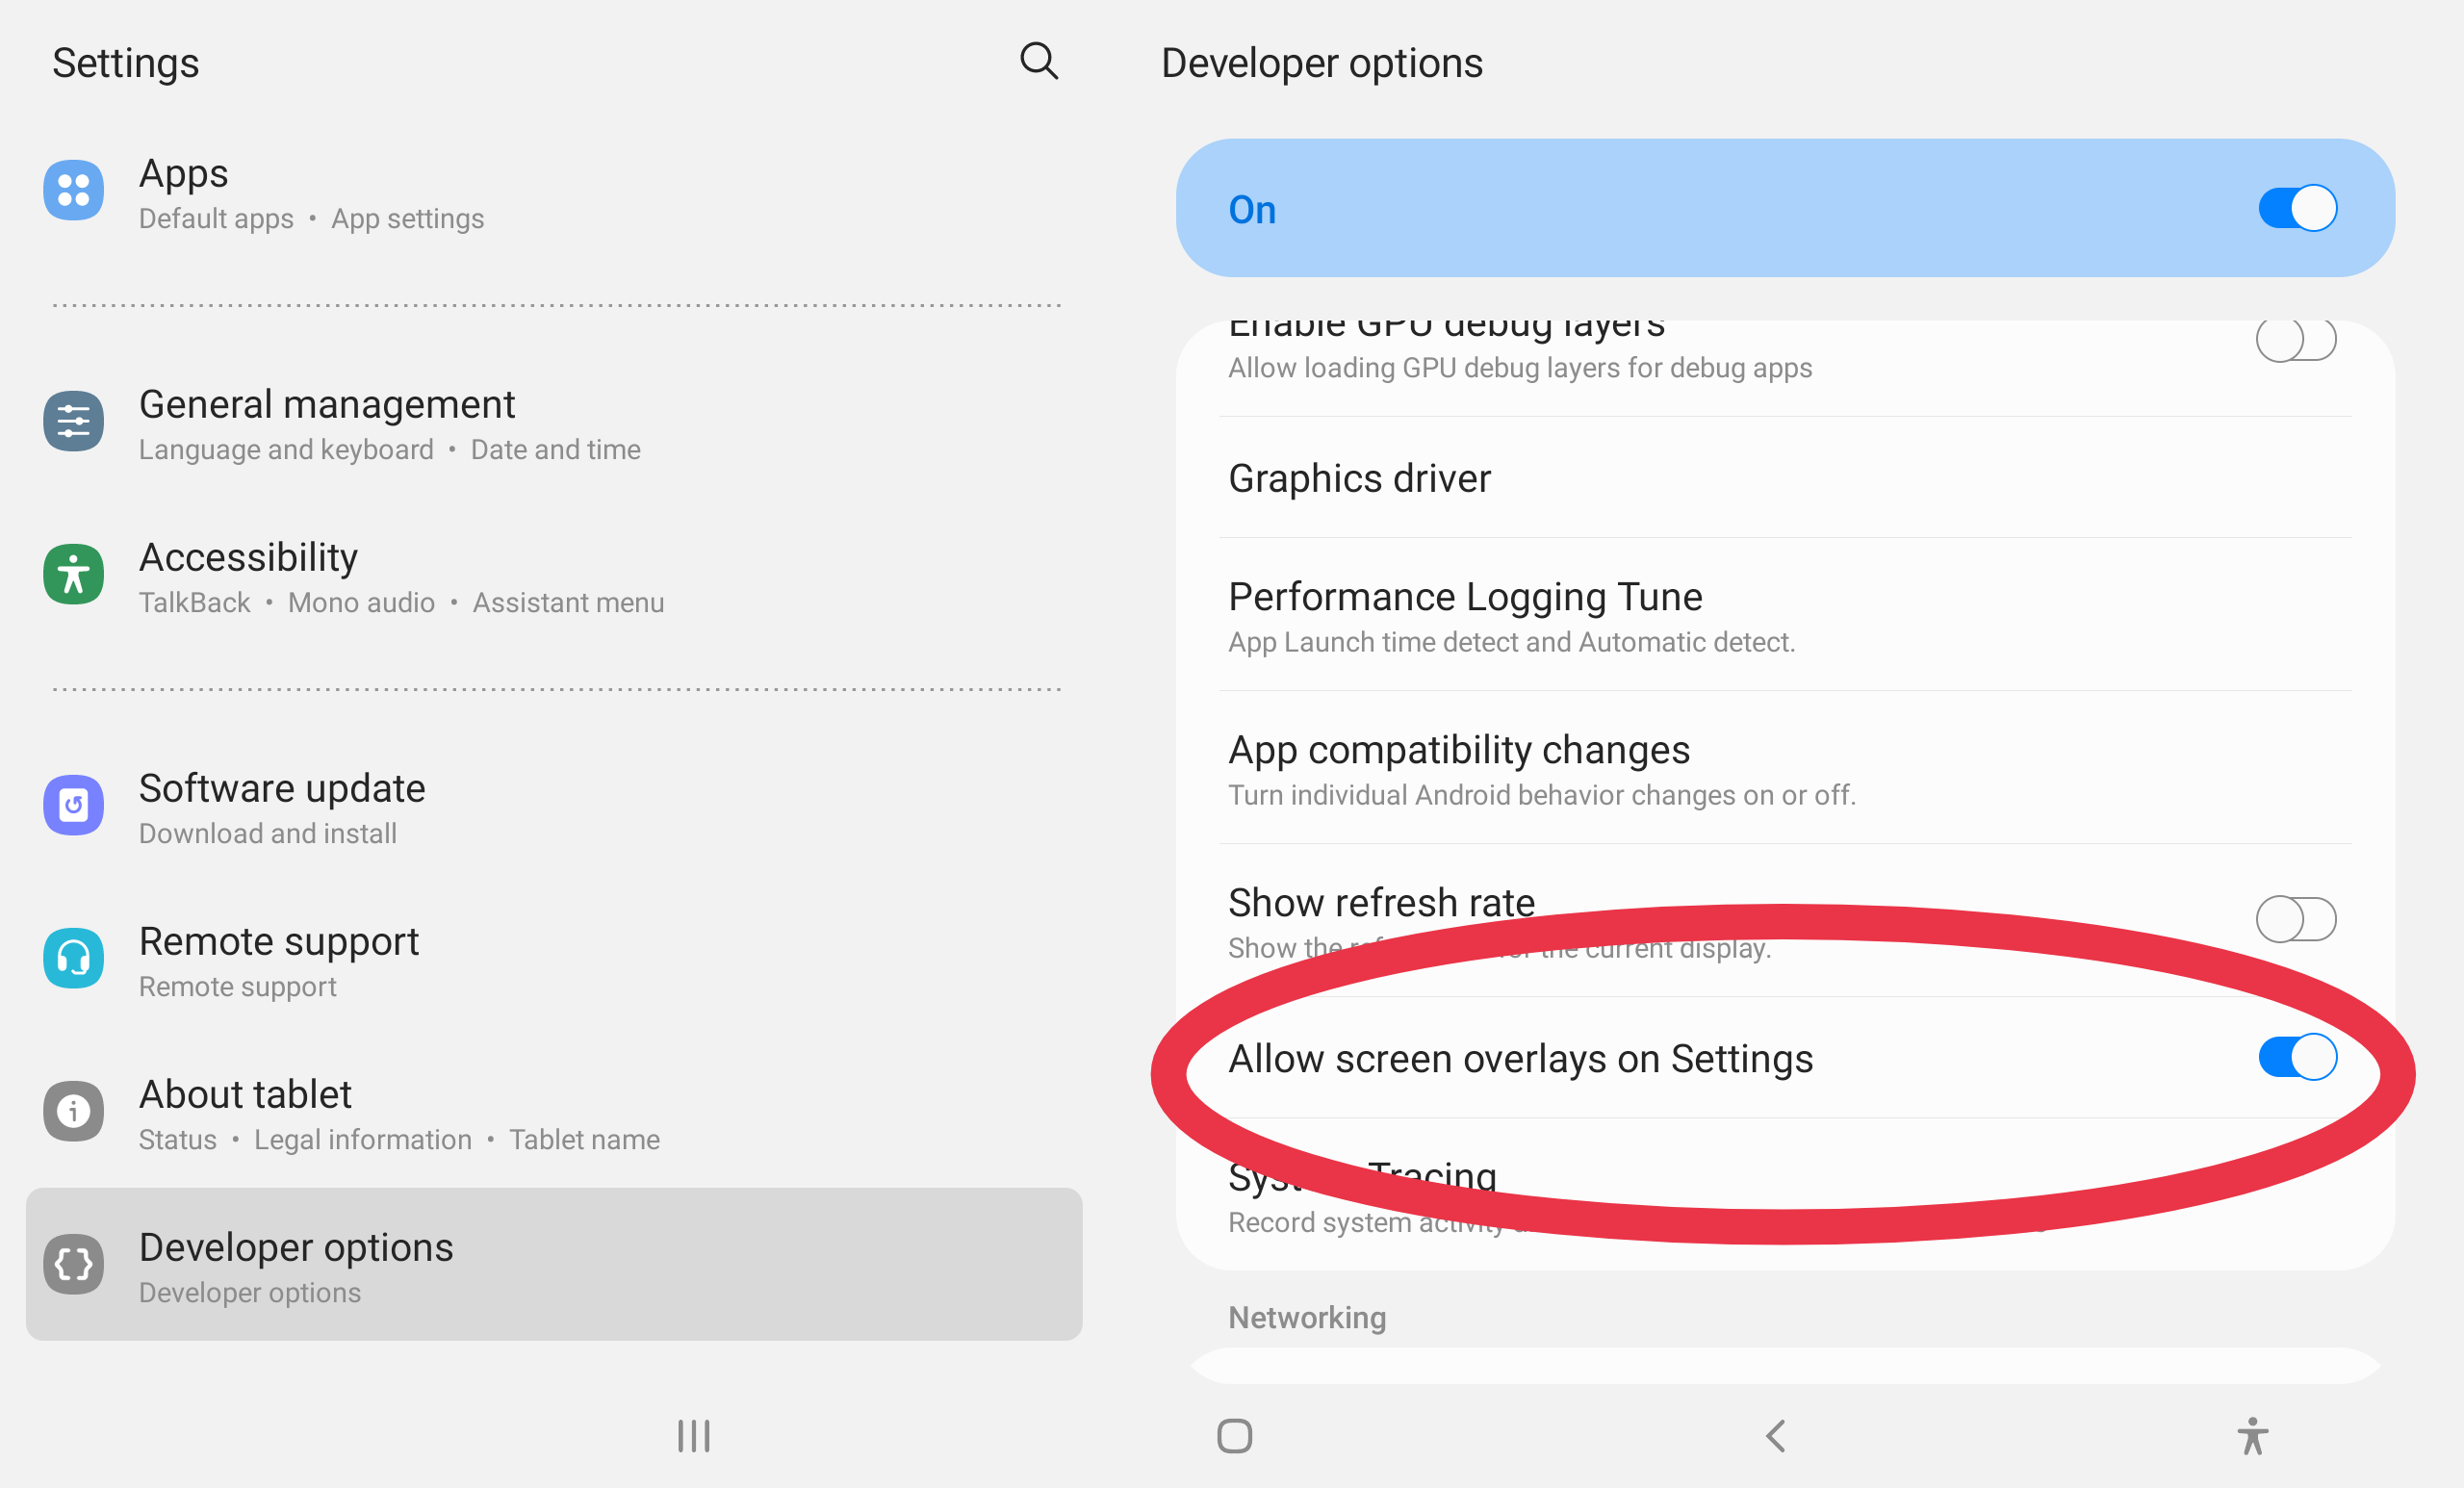 Settings
Apps
Default apps • App settings
General management
Language and keyboard • Date and time
Accessibility
TalkBack • Mono audio • Assistant menu
Software update
Download and install
Remote support
Remote support
About tablet
Status • Legal information • Tablet name
Developer options
Developer options
Developer options
On
Enable GPU debug layers
Allow loading GPU debug layers for debug apps
Graphics driver
Performance Logging Tune
App Launch time detect and Automatic detect.
App compatibility changes
Turn individual Android behavior changes on or off.
Show refresh rate
Show the current display.
Allow screen overlays on Settings
Tracing
Record system activity
Networking